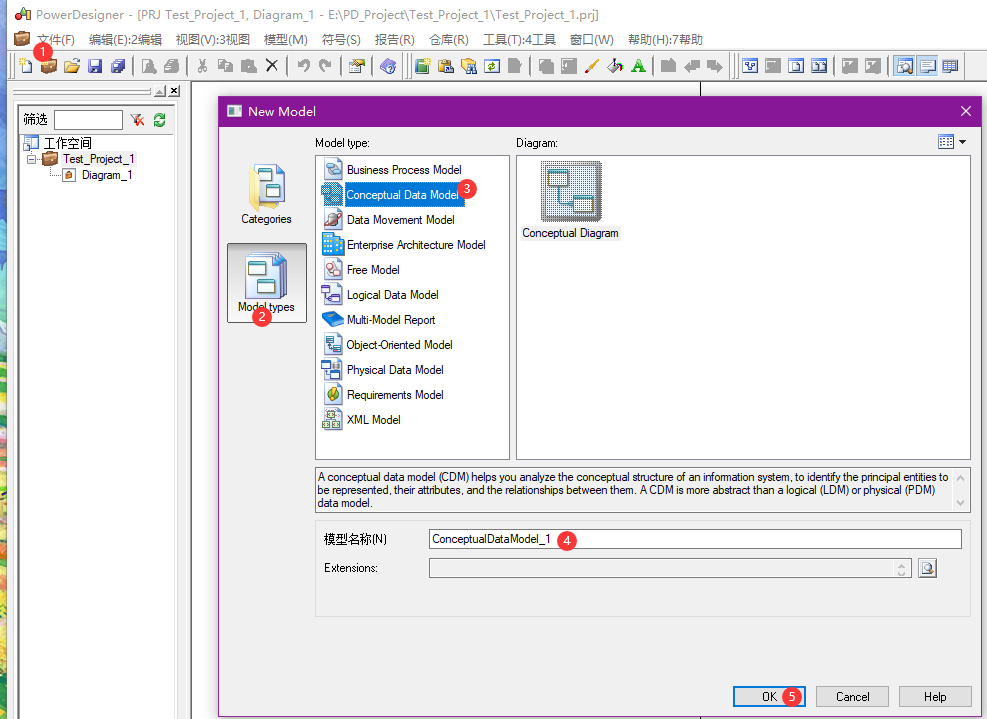 PowerDesigner - [PRJ Test_Project_1, Diagram_1 - E:\PD_Project\Test_Project_1\Test_Project_1.prj]
文件(F) 编辑(E):2编辑 视图(V):3视图 模型(M) 符号(S) 报告(R) 仓库(R) 工具(T):4工具 窗口(W) 帮助(H):7帮助
1
筛选
工作空间
Test_Project_1
Diagram_1
New Model
Categories
Model types
2
Model type:
Business Process Model
Conceptual Data Model
3
Data Movement Model
Enterprise Architecture Model
Free Model
Logical Data Model
Multi-Model Report
Object-Oriented Model
Physical Data Model
Requirements Model
XML Model
Diagram:
Conceptual Diagram
A conceptual data model (CDM) helps you analyze the conceptual structure of an information system, to identify the principal entities to
be represented, their attributes, and the relationships between them. A CDM is more abstract than a logical (LDM) or physical (PDM)
data model.
模型名称(N) ConceptualDataModel_1 4
Extensions:
OK 5 Cancel Help